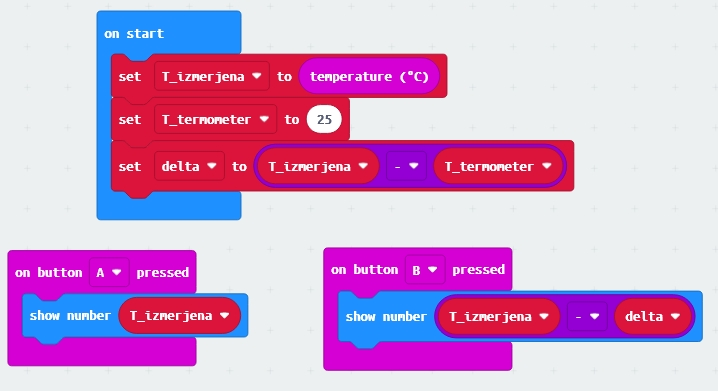 on start
set T_izmerjena to temperature (°C)
set T_termometer to 25
set delta to T_izmerjena - T_termometer
on button A pressed
show number T_izmerjena
on button B pressed
show number T_izmerjena - delta